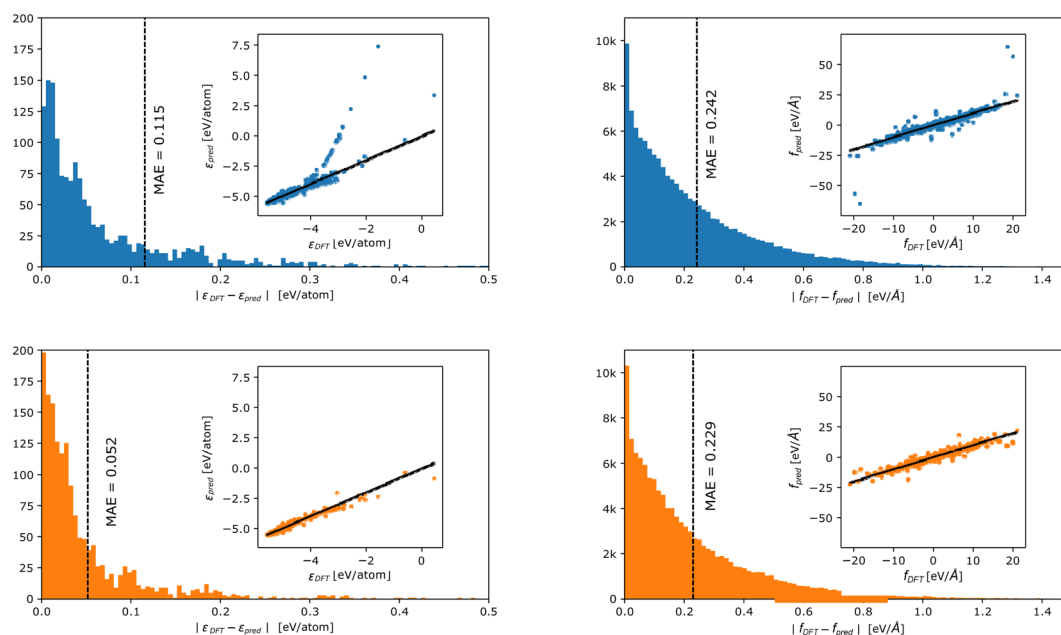 200
175
150
125
100
75
50
25
0
0.0 0.1 0.2 0.3 0.4 0.5
| ε_DFT − ε_pred | [eV/atom]
MAE = 0.115
7.5
5.0
2.5
0.0
−2.5
−5.0
−4 −2 0
ε_pred [eV/atom]
ε_DFT [eV/atom]
10k
8k
6k
4k
2k
0
0.0 0.2 0.4 0.6 0.8 1.0 1.2 1.4
| f_DFT − f_pred | [eV/Å]
MAE = 0.242
50
25
0
−25
−50
−20 −10 0 10 20
f_pred [eV/Å]
f_DFT [eV/Å]
200
175
150
125
100
75
50
25
0
0.0 0.1 0.2 0.3 0.4 0.5
| ε_DFT − ε_pred | [eV/atom]
MAE = 0.052
7.5
5.0
2.5
0.0
−2.5
−5.0
−4 −2 0
ε_pred [eV/atom]
ε_DFT [eV/atom]
10k
8k
6k
4k
2k
0
0.0 0.2 0.4 0.6 0.8 1.0 1.2 1.4
| f_DFT − f_pred | [eV/Å]
MAE = 0.229
50
25
0
−25
−50
−20 −10 0 10 20
f_pred [eV/Å]
f_DFT [eV/Å]